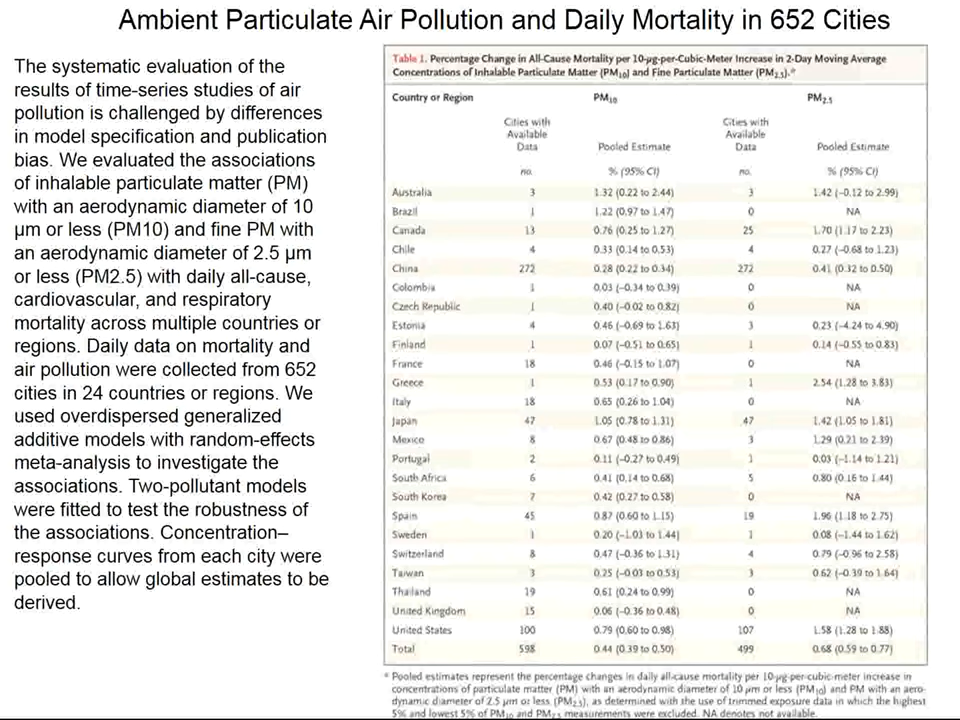 Ambient Particulate Air Pollution and Daily Mortality in 652 Cities
The systematic evaluation of the
results of time-series studies of air
pollution is challenged by differences
in model specification and publication
bias. We evaluated the associations
of inhalable particulate matter (PM)
with an aerodynamic diameter of 10
μm or less (PM10) and fine PM with
an aerodynamic diameter of 2.5 μm
or less (PM2.5) with daily all-cause,
cardiovascular, and respiratory
mortality across multiple countries or
regions. Daily data on mortality and
air pollution were collected from 652
cities in 24 countries or regions. We
used overdispersed generalized
additive models with random-effects
meta-analysis to investigate the
associations. Two-pollutant models
were fitted to test the robustness of
the associations. Concentration–
response curves from each city were
pooled to allow global estimates to be
derived.
Table 1. Percentage Change in All-Cause Mortality per 10-μg-per-Cubic-Meter Increase in 2-Day Moving Average
Concentrations of Inhalable Particulate Matter (PM10) and Fine Particulate Matter (PM2.5).*
Country or Region PM10 PM2.5
Cities with Available Data Pooled Estimate Cities with Available Data Pooled Estimate
no. % (95% CI) no. % (95% CI)
Australia 3 1.32 (0.22 to 2.44) 3 1.42 (−0.12 to 2.99)
Brazil 1 1.22 (0.97 to 1.47) 0 NA
Canada 13 0.76 (0.25 to 1.27) 25 1.70 (1.17 to 2.23)
Chile 4 0.33 (0.14 to 0.53) 4 0.27 (−0.68 to 1.23)
China 272 0.28 (0.22 to 0.34) 272 0.41 (0.32 to 0.50)
Colombia 1 0.03 (−0.34 to 0.39) 0 NA
Czech Republic 1 0.40 (−0.02 to 0.82) 0 NA
Estonia 4 0.46 (−0.69 to 1.63) 3 0.23 (−4.24 to 4.90)
Finland 1 0.07 (−0.51 to 0.65) 1 0.14 (−0.55 to 0.83)
France 18 0.46 (−0.15 to 1.07) 0 NA
Greece 1 0.53 (0.17 to 0.90) 1 2.54 (1.28 to 3.83)
Italy 18 0.65 (0.26 to 1.04) 0 NA
Japan 47 1.05 (0.78 to 1.31) 47 1.42 (1.05 to 1.81)
Mexico 8 0.67 (0.48 to 0.86) 3 1.29 (0.21 to 2.39)
Portugal 2 0.11 (−0.27 to 0.49) 1 0.03 (−1.14 to 1.21)
South Africa 6 0.41 (0.14 to 0.68) 5 0.80 (0.16 to 1.44)
South Korea 7 0.42 (0.27 to 0.58) 0 NA
Spain 45 0.87 (0.60 to 1.15) 19 1.96 (1.18 to 2.75)
Sweden 1 0.20 (−1.03 to 1.44) 1 0.08 (−1.44 to 1.62)
Switzerland 8 0.47 (−0.36 to 1.31) 4 0.79 (−0.96 to 2.58)
Taiwan 3 0.25 (−0.03 to 0.53) 3 0.62 (−0.39 to 1.64)
Thailand 19 0.61 (0.24 to 0.99) 0 NA
United Kingdom 15 0.06 (−0.36 to 0.48) 0 NA
United States 100 0.79 (0.60 to 0.98) 107 1.58 (1.28 to 1.88)
Total 598 0.44 (0.39 to 0.50) 499 0.68 (0.59 to 0.77)
* Pooled estimates represent the percentage changes in daily all-cause mortality per 10-μg-per-cubic-meter increase in
concentrations of particulate matter (PM) with an aerodynamic diameter of 10 μm or less (PM10) and PM with an aero-
dynamic diameter of 2.5 μm or less (PM2.5), as determined with the use of trimmed exposure data in which the highest
5% and lowest 5% of PM10 and PM2.5 measurements were excluded. NA denotes not available.